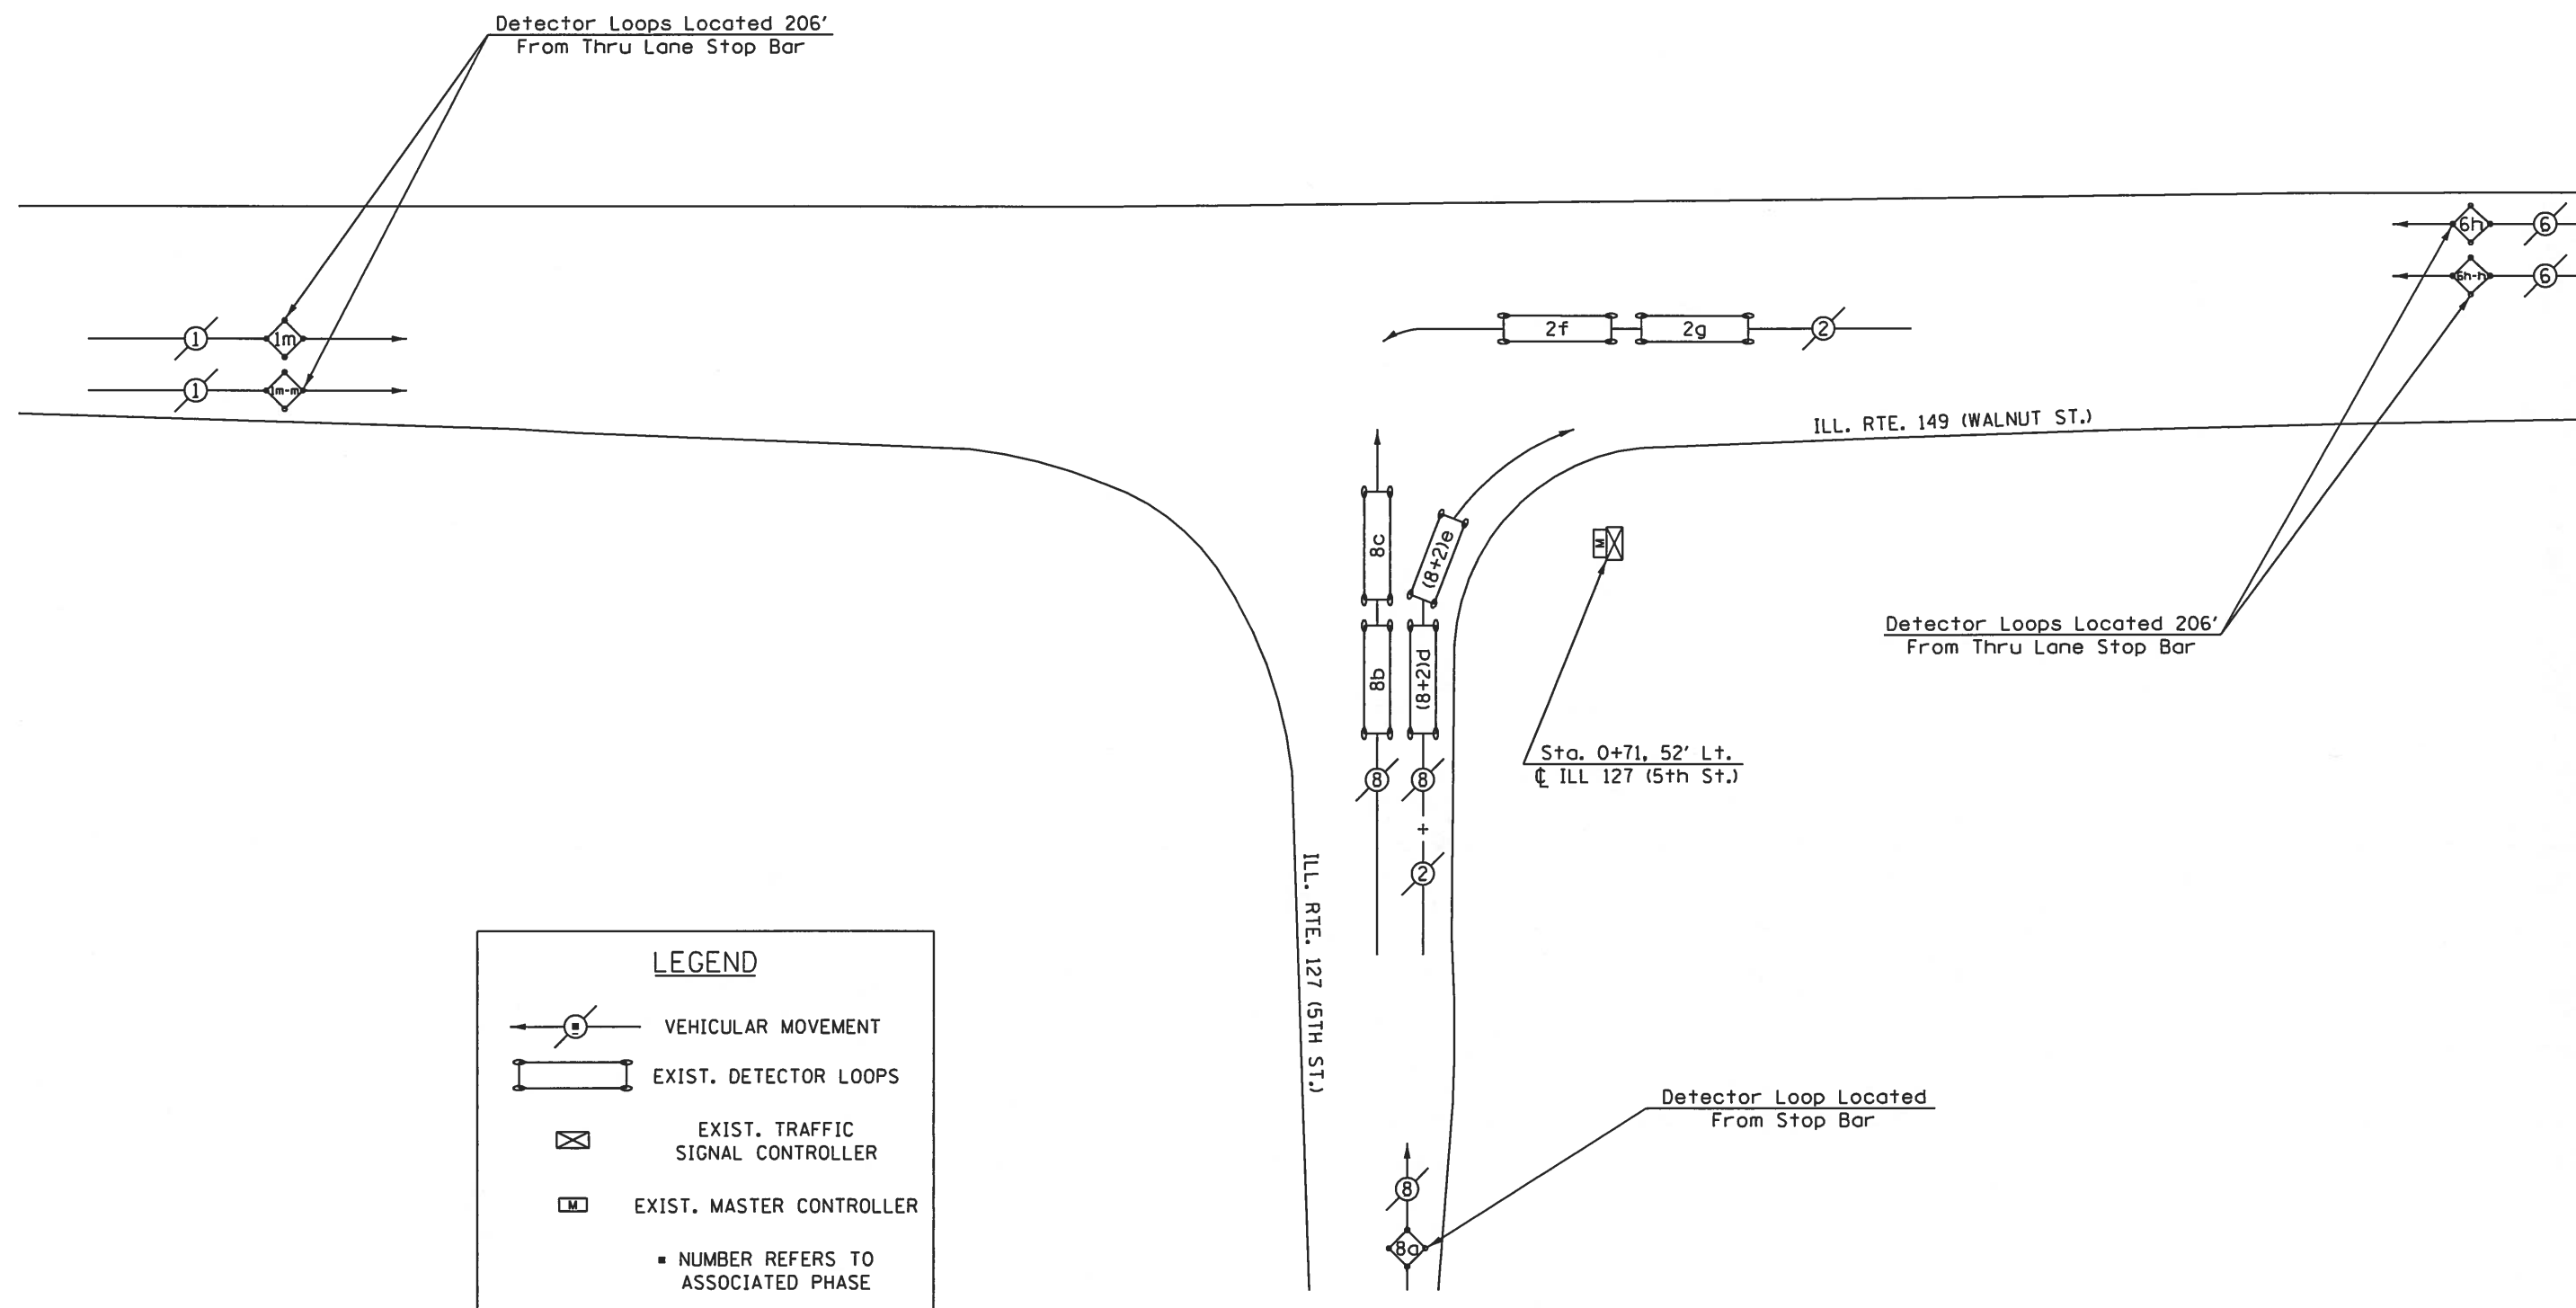 Detector Loops Located 206'
From Thru Lane Stop Bar
6h
6
6h-h
6
1
1m
2f
2g
2
1
1m-m
ILL. RTE. 149 (WALNUT ST.)
8c
(8+2)e
M
Detector Loops Located 206'
From Thru Lane Stop Bar
8b
(8+2)d
Sta. 0+71, 52' Lt.
℄ ILL 127 (5th St.)
8
8
+
2
ILL. RTE. 127 (5TH ST.)
LEGEND
VEHICULAR MOVEMENT
EXIST. DETECTOR LOOPS
EXIST. TRAFFIC
SIGNAL CONTROLLER
M EXIST. MASTER CONTROLLER
▪ NUMBER REFERS TO
ASSOCIATED PHASE
Detector Loop Located
From Stop Bar
8
8a